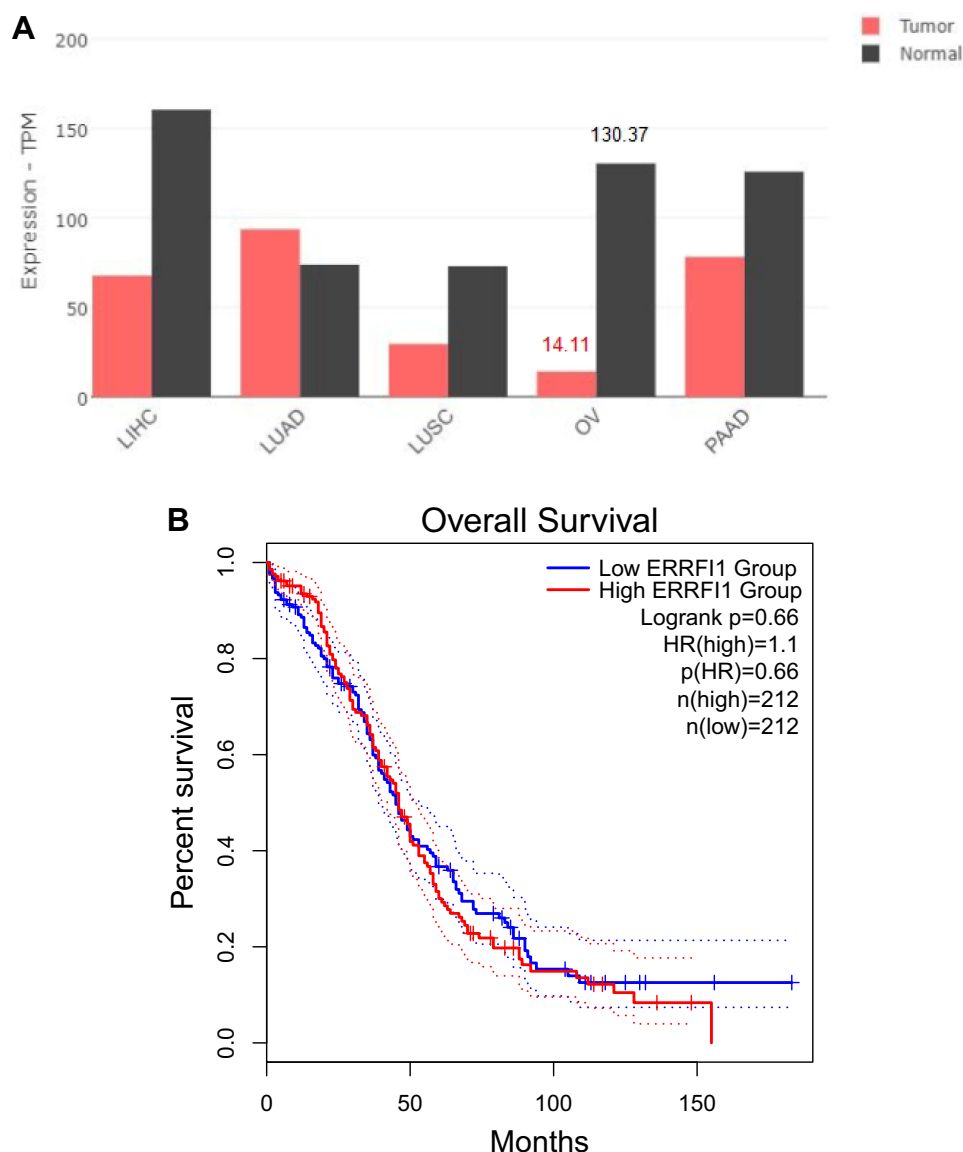 A
Tumor
Normal
Expression - TPM
200
150
100
50
0
130.37
14.11
LIHC
LUAD
LUSC
OV
PAAD
B
Overall Survival
Low ERRFI1 Group
High ERRFI1 Group
Logrank p=0.66
HR(high)=1.1
p(HR)=0.66
n(high)=212
n(low)=212
Percent survival
1.0
0.8
0.6
0.4
0.2
0.0
0
50
100
150
Months